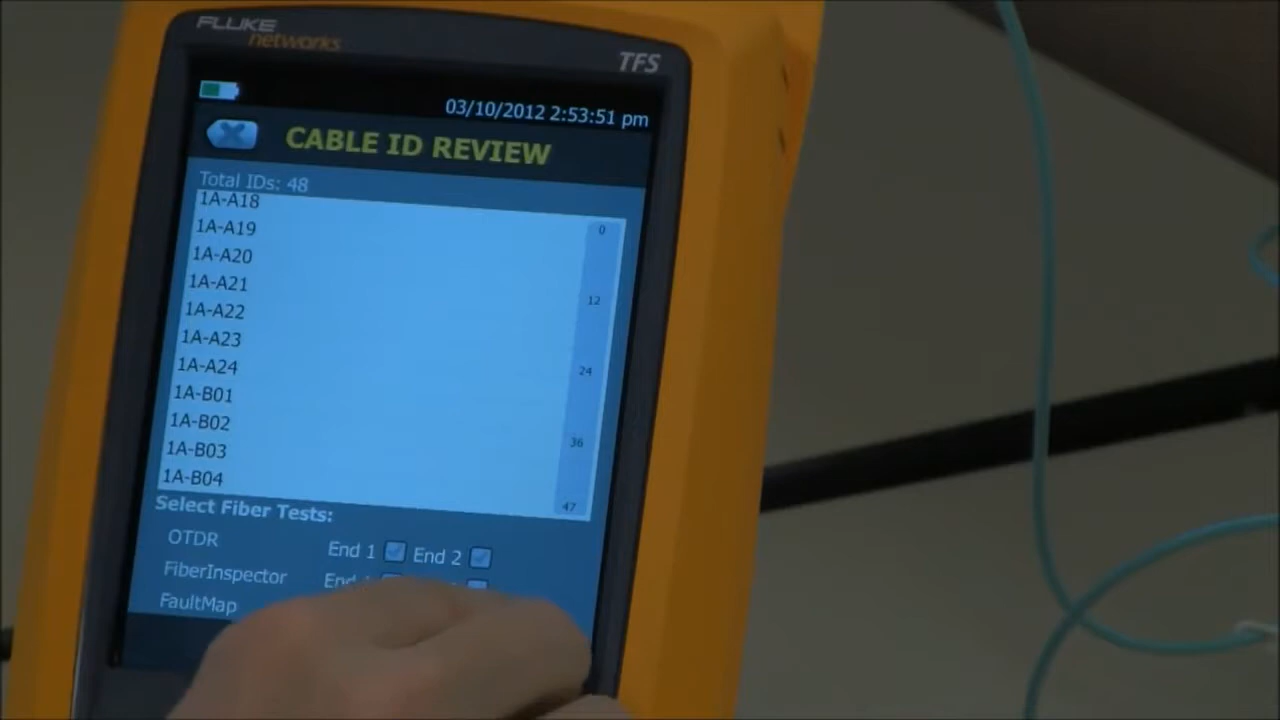 FLUKE
networks
TFS
03/10/2012 2:53:51 pm
CABLE ID REVIEW
Total IDs: 48
1A-A18
1A-A19
1A-A20
1A-A21
1A-A22
1A-A23
1A-A24
1A-B01
1A-B02
1A-B03
1A-B04
0
12
24
36
47
Select Fiber Tests:
OTDR End 1 End 2
FiberInspector End
FaultMap